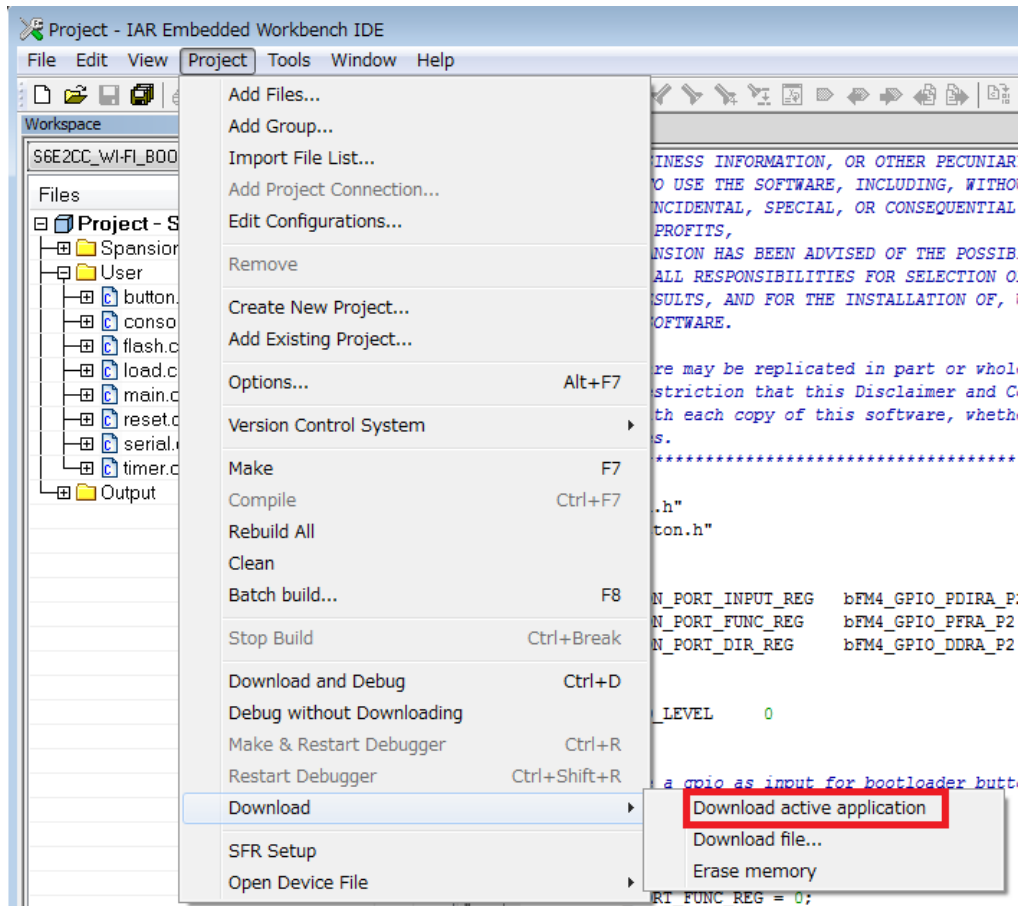 Project - IAR Embedded Workbench IDE
File Edit View Project Tools Window Help
Workspace
S6E2CC_WI-FI_BOO
Files
Project - S
Spansion
User
button.
conso
flash.c
load.c
main.c
reset.c
serial.
timer.c
Output
Add Files...
Add Group...
Import File List...
Add Project Connection...
Edit Configurations...
Remove
Create New Project...
Add Existing Project...
Options... Alt+F7
Version Control System
Make F7
Compile Ctrl+F7
Rebuild All
Clean
Batch build... F8
Stop Build Ctrl+Break
Download and Debug Ctrl+D
Debug without Downloading
Make & Restart Debugger Ctrl+R
Restart Debugger Ctrl+Shift+R
Download
SFR Setup
Open Device File
Download active application
Download file...
Erase memory
INESS INFORMATION, OR OTHER PECUNIAR
TO USE THE SOFTWARE, INCLUDING, WITHOU
NCIDENTAL, SPECIAL, OR CONSEQUENTIAL
PROFITS,
NSION HAS BEEN ADVISED OF THE POSSIB
ALL RESPONSIBILITIES FOR SELECTION O
SULTS, AND FOR THE INSTALLATION OF,
OFTWARE.
re may be replicated in part or whol
striction that this Disclaimer and C
th each copy of this software, wheth
s.
************************************
.h"
ton.h"
N_PORT_INPUT_REG bFM4_GPIO_PDIRA_P2
N_PORT_FUNC_REG bFM4_GPIO_PFRA_P2
N_PORT_DIR_REG bFM4_GPIO_DDRA_P2
_LEVEL 0
a gpio as input for bootloader butt
RT_FUNC_REG = 0;